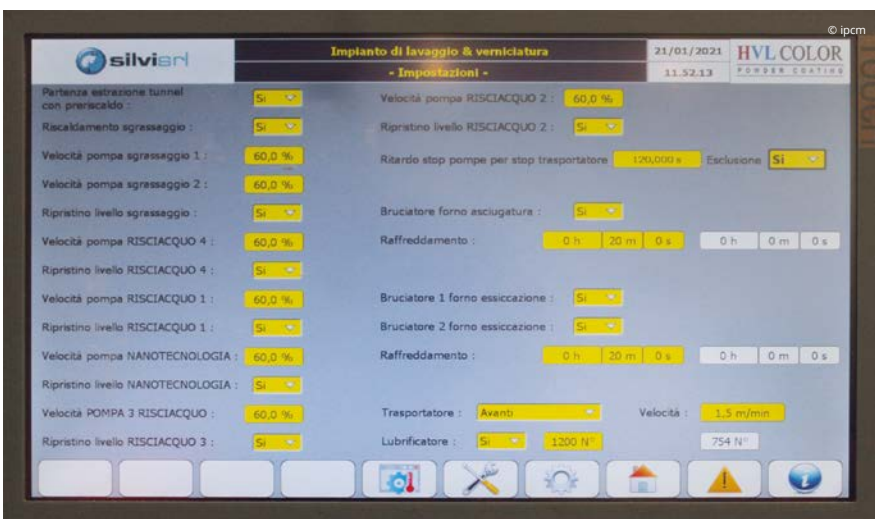 © ipcm
silvisrl
Impianto di lavaggio & verniciatura
- Impostazioni -
21/01/2021
11.52.13
HVL COLOR
POWDER COATING
Partenza estrazione tunnel
con preriscaldo :
Si
Riscaldamento sgrassaggio :
Si
Velocità pompa sgrassaggio 1 :
60,0 %
Velocità pompa sgrassaggio 2 :
60,0 %
Ripristino livello sgrassaggio :
Si
Velocità pompa RISCIACQUO 4 :
60,0 %
Ripristino livello RISCIACQUO 4 :
Si
Velocità pompa RISCIACQUO 1 :
60,0 %
Ripristino livello RISCIACQUO 1 :
Si
Velocità pompa NANOTECNOLOGIA :
60,0 %
Ripristino livello NANOTECNOLOGIA :
Si
Velocità POMPA 3 RISCIACQUO :
60,0 %
Ripristino livello RISCIACQUO 3 :
Si
Velocità pompa RISCIACQUO 2 :
60,0 %
Ripristino livello RISCIACQUO 2 :
Si
Ritardo stop pompe per stop trasportatore
120,000 s
Esclusione
Si
Bruciatore forno asciugatura :
Si
Raffreddamento :
0 h 20 m 0 s
0 h 0 m 0 s
Bruciatore 1 forno essiccazione :
Si
Bruciatore 2 forno essiccazione :
Si
Raffreddamento :
0 h 20 m 0 s
0 h 0 m 0 s
Trasportatore :
Avanti
Velocità :
1,5 m/min
Lubrificatore :
Si
1200 N°
754 N°